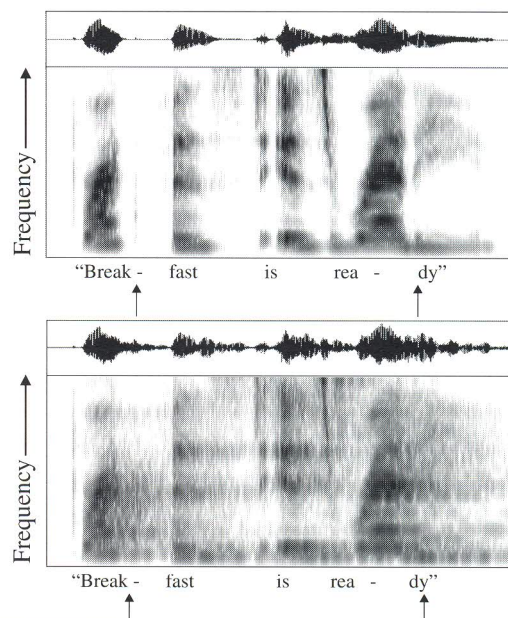 Frequency
“Break - fast is rea - dy”
Frequency
“Break - fast is rea - dy”